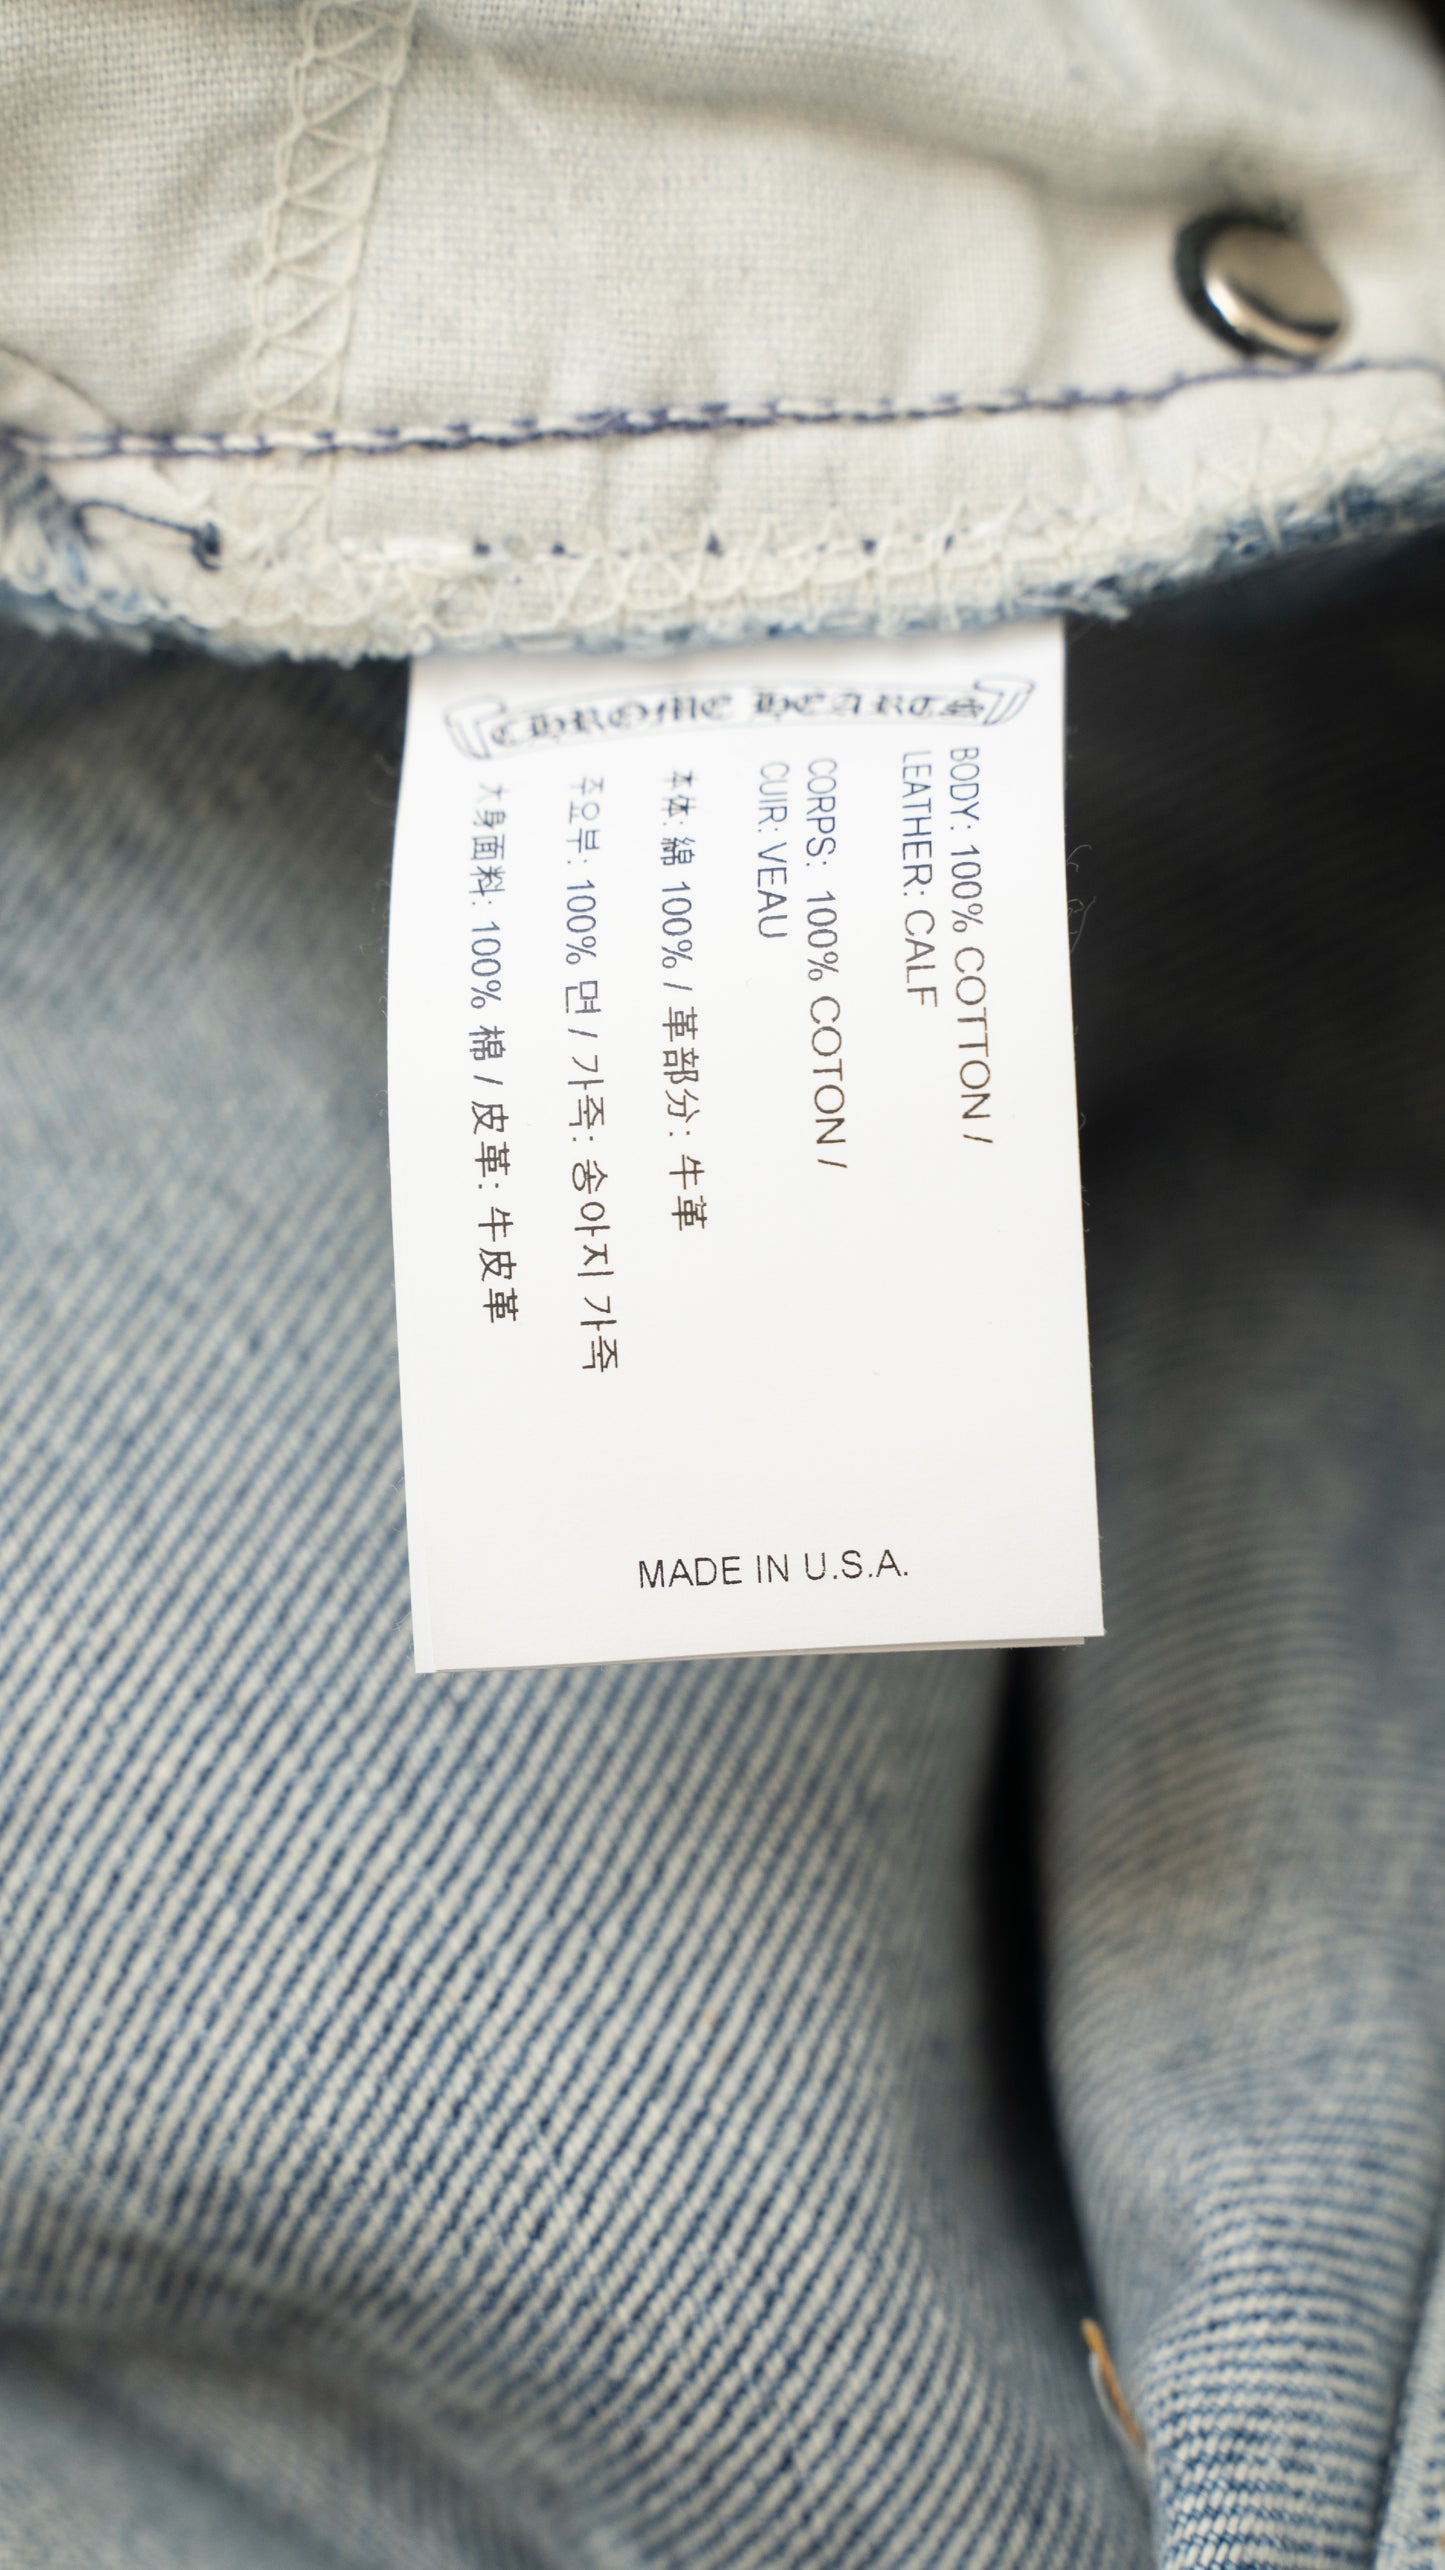 CHROME HEARTS
BODY: 100% COTTON /
LEATHER: CALF
CORPS: 100% COTON /
CUIR: VEAU
本体: 綿 100% / 革部分: 牛革
주요부: 100% 면 / 가죽: 송아지 가죽
大身面料: 100% 棉 / 皮革: 牛皮革
MADE IN U.S.A.